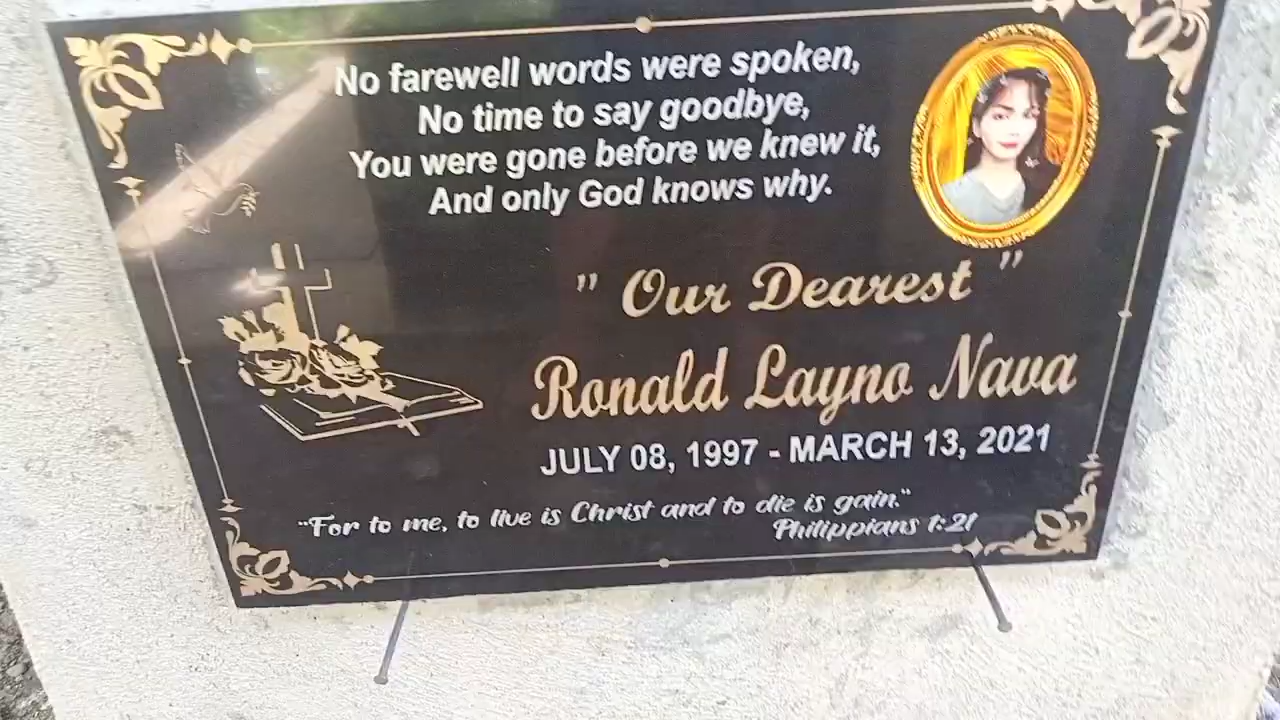 No farewell words were spoken,
No time to say goodbye,
You were gone before we knew it,
And only God knows why.
" Our Dearest "
Ronald Layno Nava
JULY 08, 1997 - MARCH 13, 2021
"For to me, to live is Christ and to die is gain."
Philippians 1:21